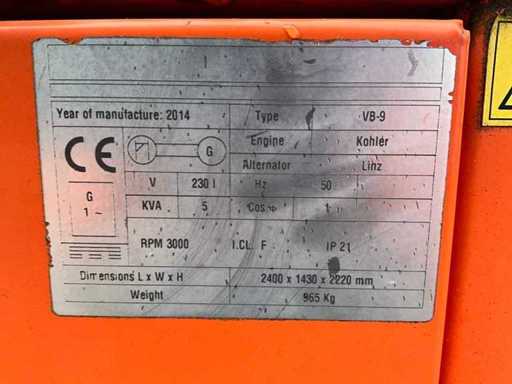 Year of manufacture: 2014 Type VB-9
CE G Engine Kohler
Alternator Linz
G V 230 Hz 50
1 ~ KVA 5 Cos φ 1
RPM 3000 I.CL. F IP 21
Dimensions L x W x H 2400 x 1430 x 2220 mm
Weight 965 Kg